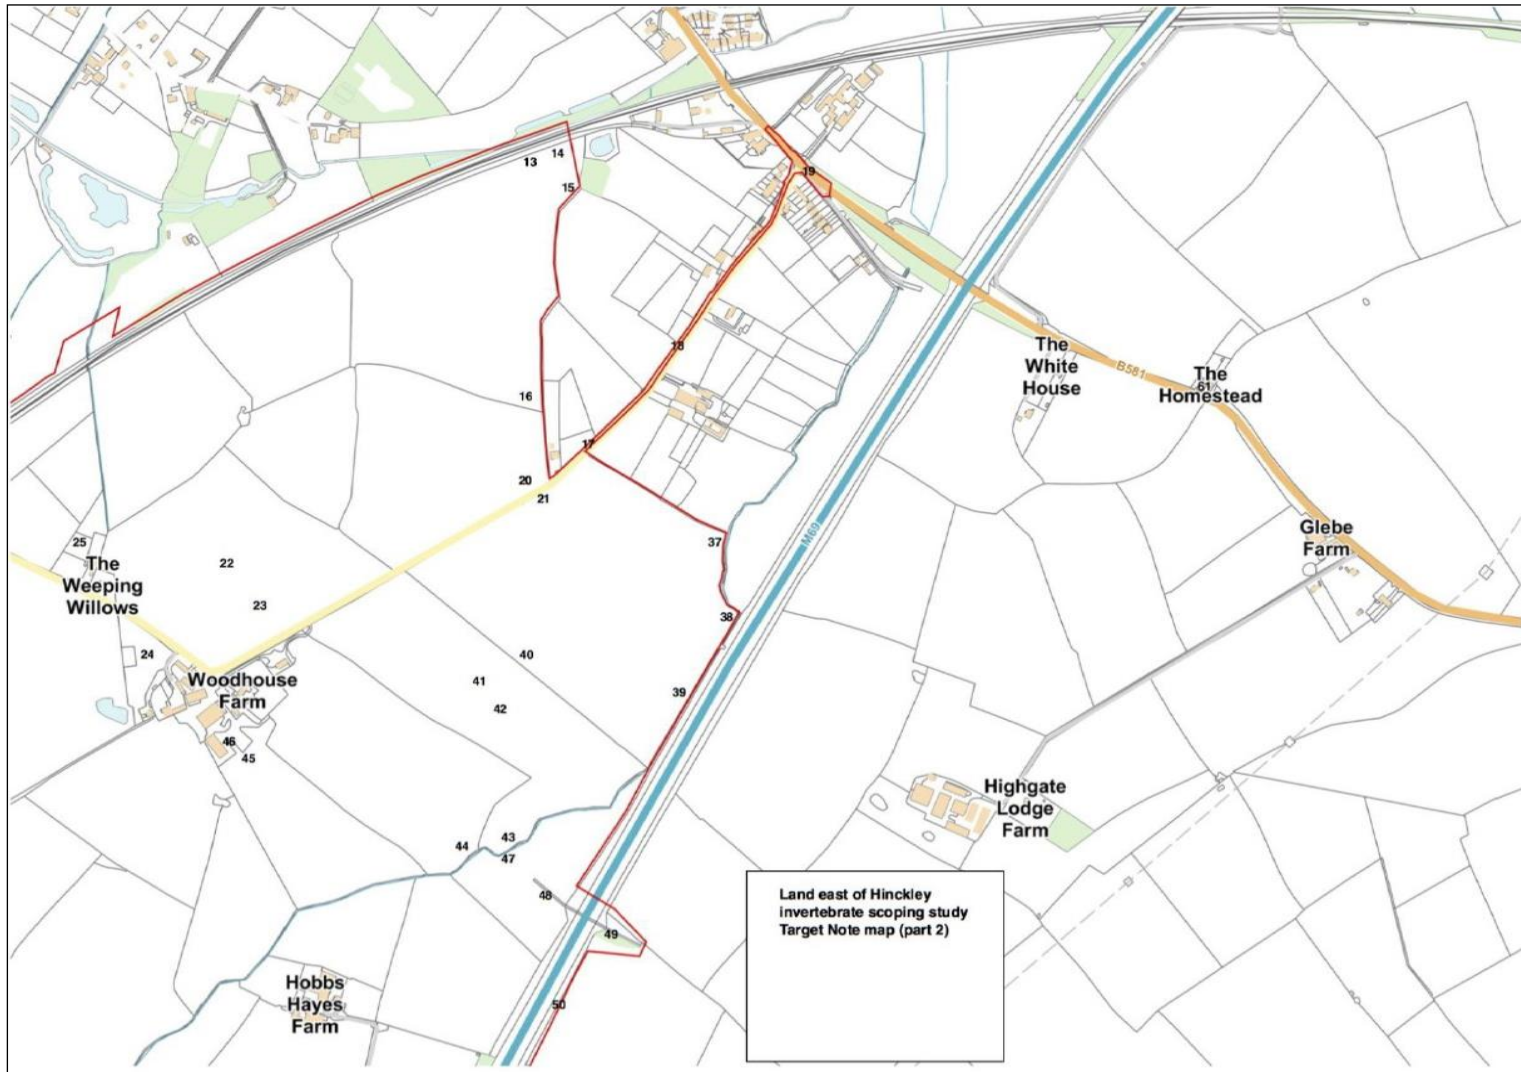 13
14
15
19
18
16
17
20
21
The
White
House
B581
The
61
Homestead
M69
37
38
39
Glebe
Farm
25
The
Weeping
Willows
22
23
24
Woodhouse
Farm
46
45
40
41
42
Highgate
Lodge
Farm
43
44
47
48
49
50
Hobbs
Hayes
Farm
Land east of Hinckley
invertebrate scoping study
Target Note map (part 2)